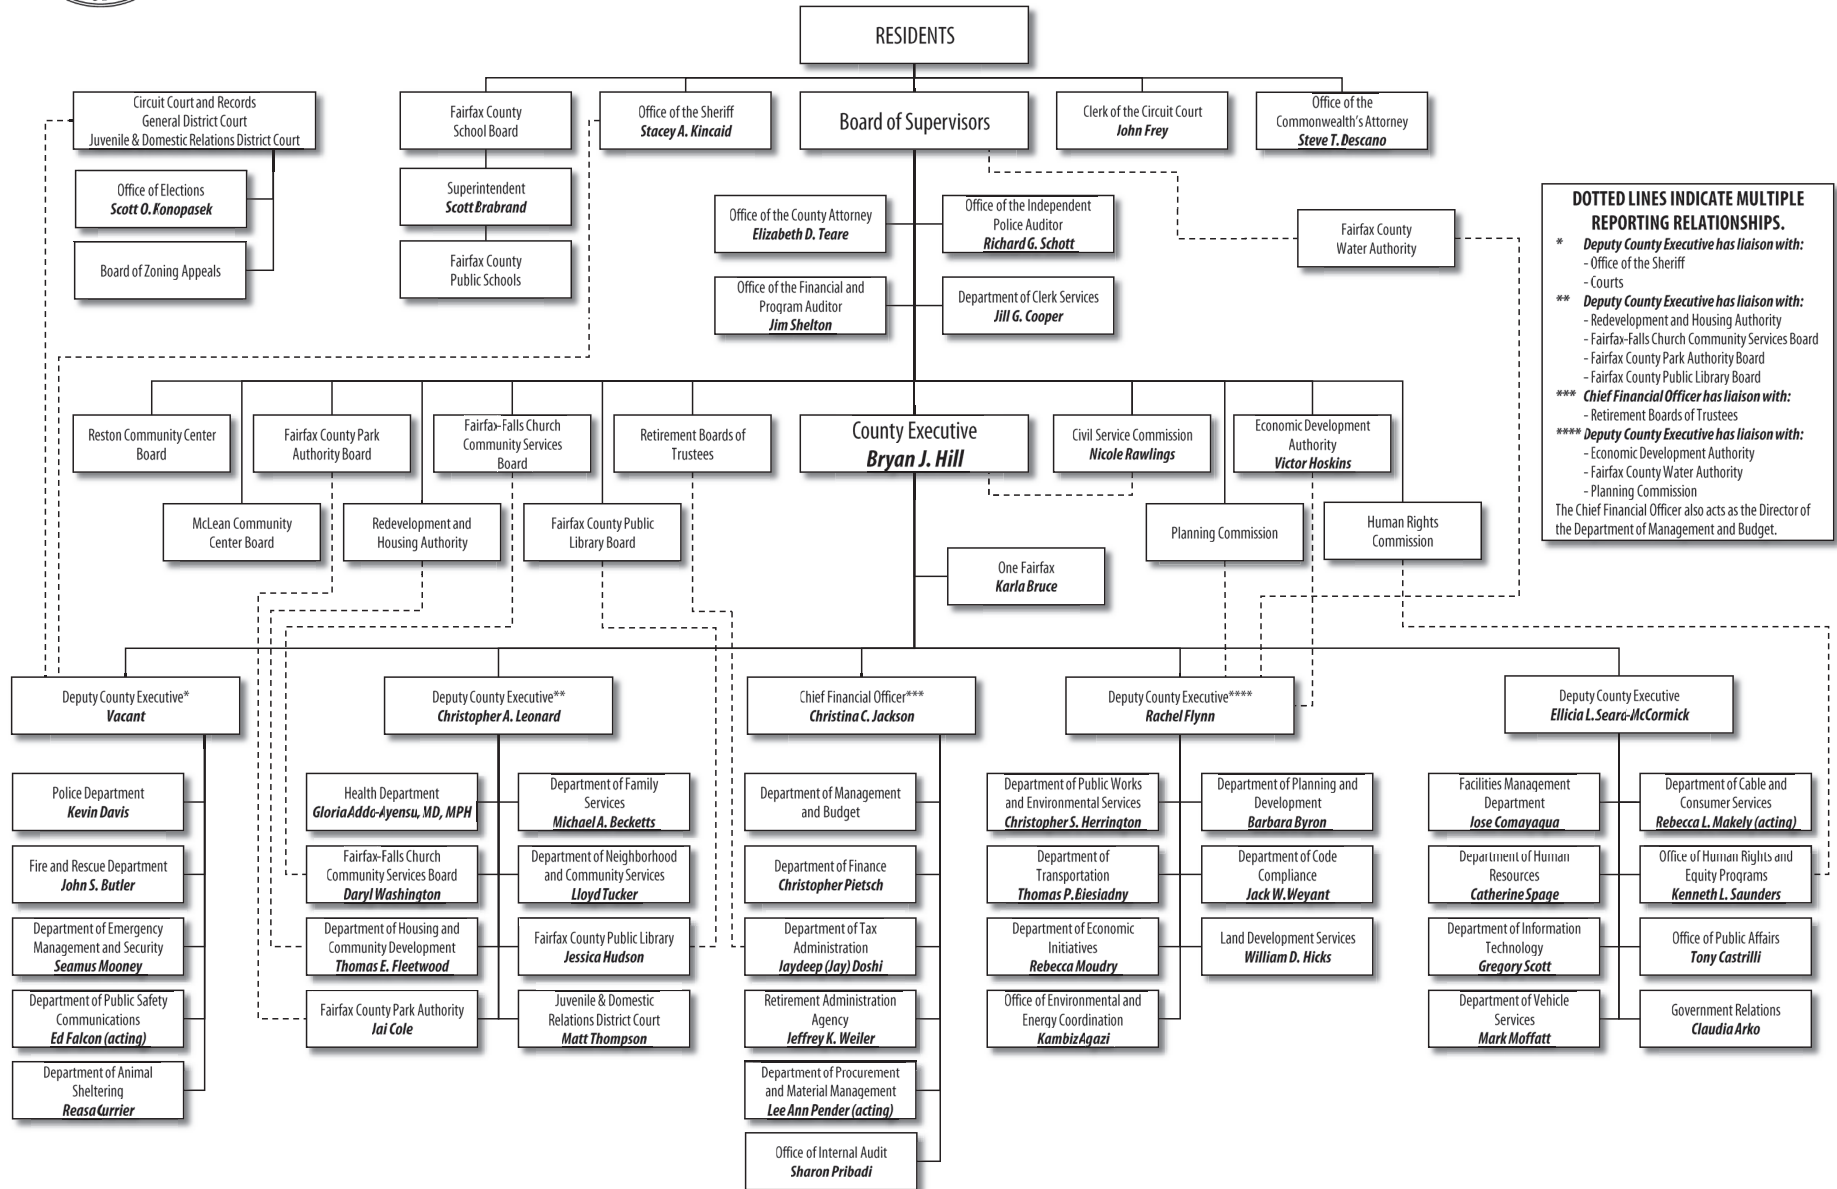 RESIDENTS
Circuit Court and Records
General District Court
Juvenile & Domestic Relations District Court
Fairfax County
School Board
Office of the Sheriff
Stacey A. Kincaid
Board of Supervisors
Clerk of the Circuit Court
John Frey
Office of the
Commonwealth's Attorney
Steve T. Descano
Office of Elections
Scott O. Konopasek
Superintendent
Scott Brabrand
Board of Zoning Appeals
Fairfax County
Public Schools
Office of the County Attorney
Elizabeth D. Teare
Office of the Independent
Police Auditor
Richard G. Schott
Fairfax County
Water Authority
Office of the Financial and
Program Auditor
Jim Shelton
Department of Clerk Services
Jill G. Cooper
DOTTED LINES INDICATE MULTIPLE
REPORTING RELATIONSHIPS.
* Deputy County Executive has liaison with:
- Office of the Sheriff
- Courts
** Deputy County Executive has liaison with:
- Redevelopment and Housing Authority
- Fairfax-Falls Church Community Services Board
- Fairfax County Park Authority Board
- Fairfax County Public Library Board
*** Chief Financial Officer has liaison with:
- Retirement Boards of Trustees
**** Deputy County Executive has liaison with:
- Economic Development Authority
- Fairfax County Water Authority
- Planning Commission
The Chief Financial Officer also acts as the Director of
the Department of Management and Budget.
Reston Community Center
Board
Fairfax County Park
Authority Board
Fairfax-Falls Church
Community Services
Board
Retirement Boards of
Trustees
County Executive
Bryan J. Hill
Civil Service Commission
Nicole Rawlings
Economic Development
Authority
Victor Hoskins
McLean Community
Center Board
Redevelopment and
Housing Authority
Fairfax County Public
Library Board
Planning Commission
Human Rights
Commission
One Fairfax
Karla Bruce
Deputy County Executive*
Vacant
Deputy County Executive**
Christopher A. Leonard
Chief Financial Officer***
Christina C. Jackson
Deputy County Executive****
Rachel Flynn
Deputy County Executive
Ellicia L. Seard-McCormick
Police Department
Kevin Davis
Fire and Rescue Department
John S. Butler
Department of Emergency
Management and Security
Seamus Mooney
Department of Public Safety
Communications
Ed Falcon (acting)
Department of Animal
Sheltering
Reasa Currier
Health Department
Gloria Addo-Ayensu, MD, MPH
Department of Family
Services
Michael A. Becketts
Fairfax-Falls Church
Community Services Board
Daryl Washington
Department of Neighborhood
and Community Services
Lloyd Tucker
Department of Housing and
Community Development
Thomas E. Fleetwood
Fairfax County Public Library
Jessica Hudson
Fairfax County Park Authority
Jai Cole
Juvenile & Domestic
Relations District Court
Matt Thompson
Department of Management
and Budget
Department of Finance
Christopher Pietsch
Department of Tax
Administration
Jaydeep (Jay) Doshi
Retirement Administration
Agency
Jeffrey K. Weiler
Department of Procurement
and Material Management
Lee Ann Pender (acting)
Office of Internal Audit
Sharon Pribadi
Department of Public Works
and Environmental Services
Christopher S. Herrington
Department of Planning and
Development
Barbara Byron
Department of
Transportation
Thomas P. Biesiadny
Department of Code
Compliance
Jack W. Weyant
Department of Economic
Initiatives
Rebecca Moudry
Land Development Services
William D. Hicks
Office of Environmental and
Energy Coordination
Kambiz Agazi
Facilities Management
Department
Jose Comayagua
Department of Cable and
Consumer Services
Rebecca L. Makely (acting)
Department of Human
Resources
Catherine Spage
Office of Human Rights and
Equity Programs
Kenneth L. Saunders
Department of Information
Technology
Gregory Scott
Office of Public Affairs
Tony Castrilli
Department of Vehicle
Services
Mark Moffatt
Government Relations
Claudia Arko